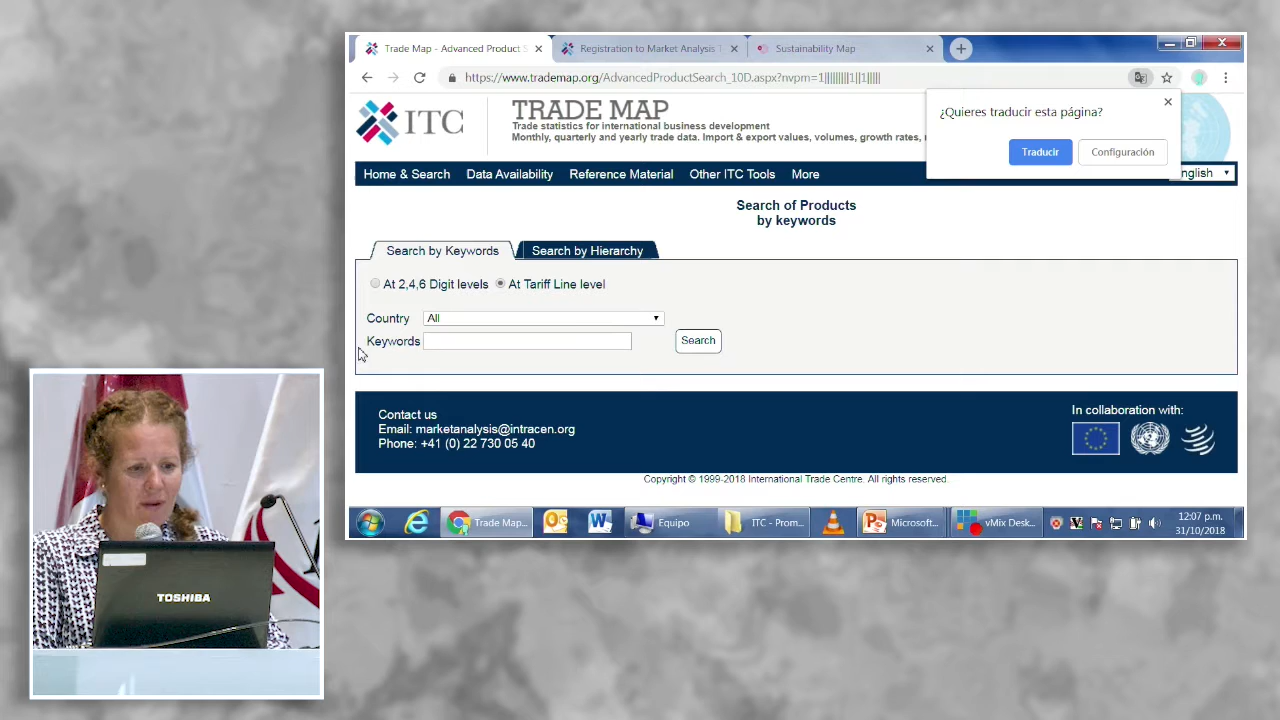 Trade Map - Advanced Product S
Registration to Market Analysis T
Sustainability Map
https://www.trademap.org/AdvancedProductSearch_10D.aspx?nvpm=1|||||||||1||1|||||
ITC
TRADE MAP
Trade statistics for international business development
Monthly, quarterly and yearly trade data. Import & export values, volumes, growth rates, m
¿Quieres traducir esta página?
Traducir
Configuración
Home & Search
Data Availability
Reference Material
Other ITC Tools
More
nglish
Search of Products
by keywords
Search by Keywords
Search by Hierarchy
At 2,4,6 Digit levels
At Tariff Line level
Country
All
Keywords
Search
Contact us
Email: marketanalysis@intracen.org
Phone: +41 (0) 22 730 05 40
In collaboration with:
Copyright © 1999-2018 International Trade Centre. All rights reserved.
Trade Map...
Equipo
ITC - Prom...
Microsoft...
vMix Desk...
12:07 p.m.
31/10/2018
TOSHIBA